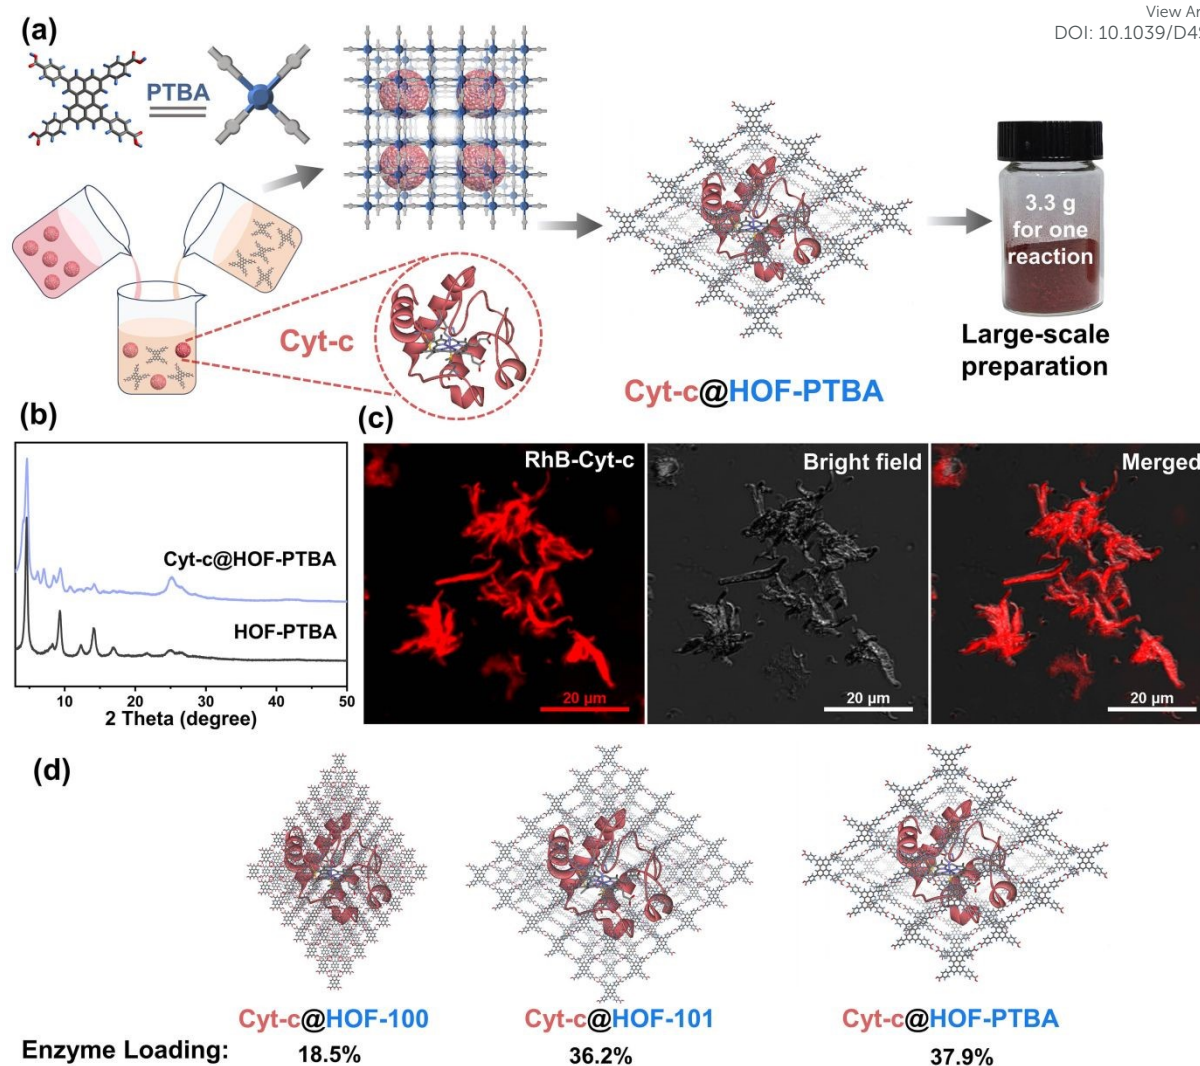 View Ar
DOI: 10.1039/D4S
(a)
PTBA
Cyt-c
Cyt-c@HOF-PTBA
3.3 g
for one
reaction
Large-scale
preparation
(b)
Cyt-c@HOF-PTBA
HOF-PTBA
10
20
30
40
50
2 Theta (degree)
(c)
RhB-Cyt-c
Bright field
Merged
20 µm
20 µm
20 µm
(d)
Cyt-c@HOF-100
Cyt-c@HOF-101
Cyt-c@HOF-PTBA
Enzyme Loading:
18.5%
36.2%
37.9%